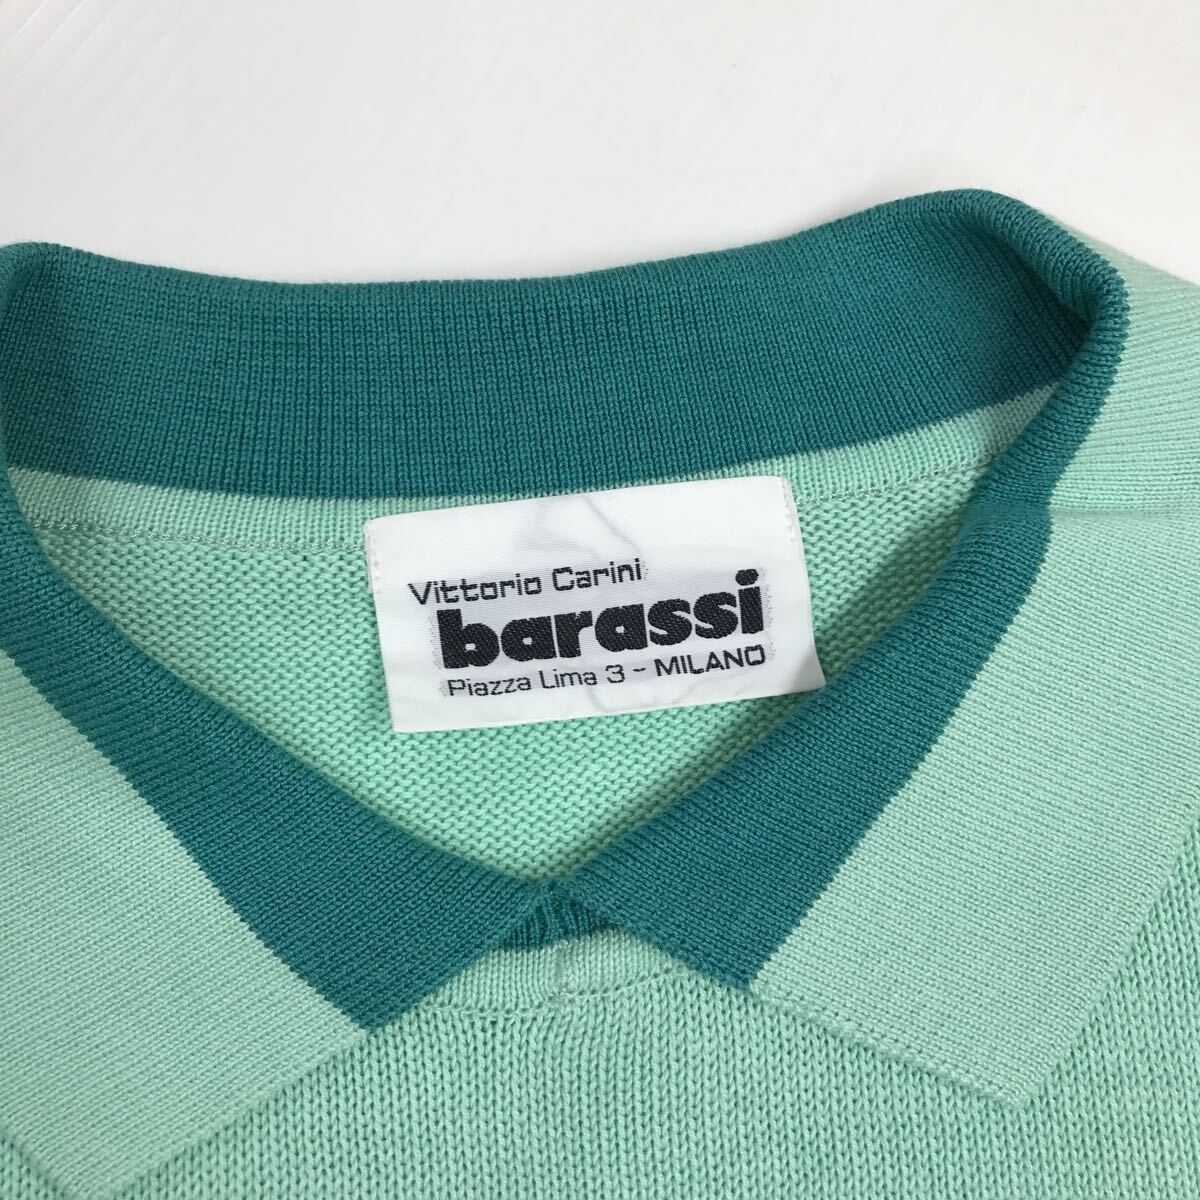 Vittorio Carini
barassi
Piazza Lima 3 - MILANO